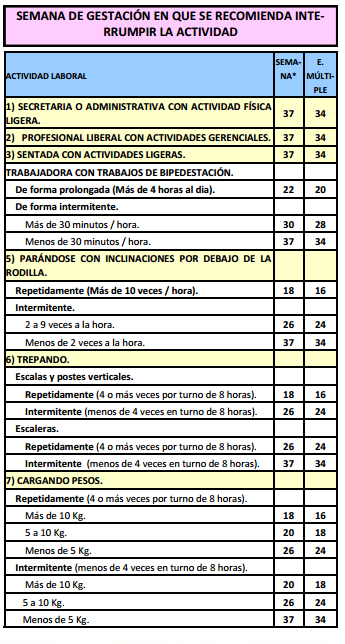 SEMANA DE GESTACIÓN EN QUE SE RECOMIENDA INTE-
RRUMPIR LA ACTIVIDAD
ACTIVIDAD LABORAL SEMA-NA* E. MÚLTI-PLE
1) SECRETARIA O ADMINISTRATIVA CON ACTIVIDAD FÍSICA
LIGERA. 37 34
2) PROFESIONAL LIBERAL CON ACTIVIDADES GERENCIALES. 37 34
3) SENTADA CON ACTIVIDADES LIGERAS. 37 34
TRABAJADORA CON TRABAJOS DE BIPEDESTACIÓN.
De forma prolongada (Más de 4 horas al dia). 22 20
De forma intermitente.
Más de 30 minutos / hora. 30 28
Menos de 30 minutos / hora. 37 34
5) PARÁNDOSE CON INCLINACIONES POR DEBAJO DE LA
RODILLA.
Repetidamente (Más de 10 veces / hora). 18 16
Intermitente.
2 a 9 veces a la hora. 26 24
Menos de 2 veces a la hora. 37 34
6) TREPANDO.
Escalas y postes verticales.
Repetidamente (4 o más veces por turno de 8 horas). 18 16
Intermitente (menos de 4 veces en turno de 8 horas). 26 24
Escaleras.
Repetidamente (4 o más veces por turno de 8 horas). 26 24
Intermitente (menos de 4 veces en turno de 8 horas). 37 34
7) CARGANDO PESOS.
Repetidamente (4 o más veces por turno de 8 horas).
Más de 10 Kg. 18 16
5 a 10 Kg. 20 18
Menos de 5 Kg. 26 24
Intermitente (menos de 4 veces por turno de 8 horas).
Más de 10 Kg. 20 18
5 a 10 Kg. 26 24
Menos de 5 Kg. 37 34